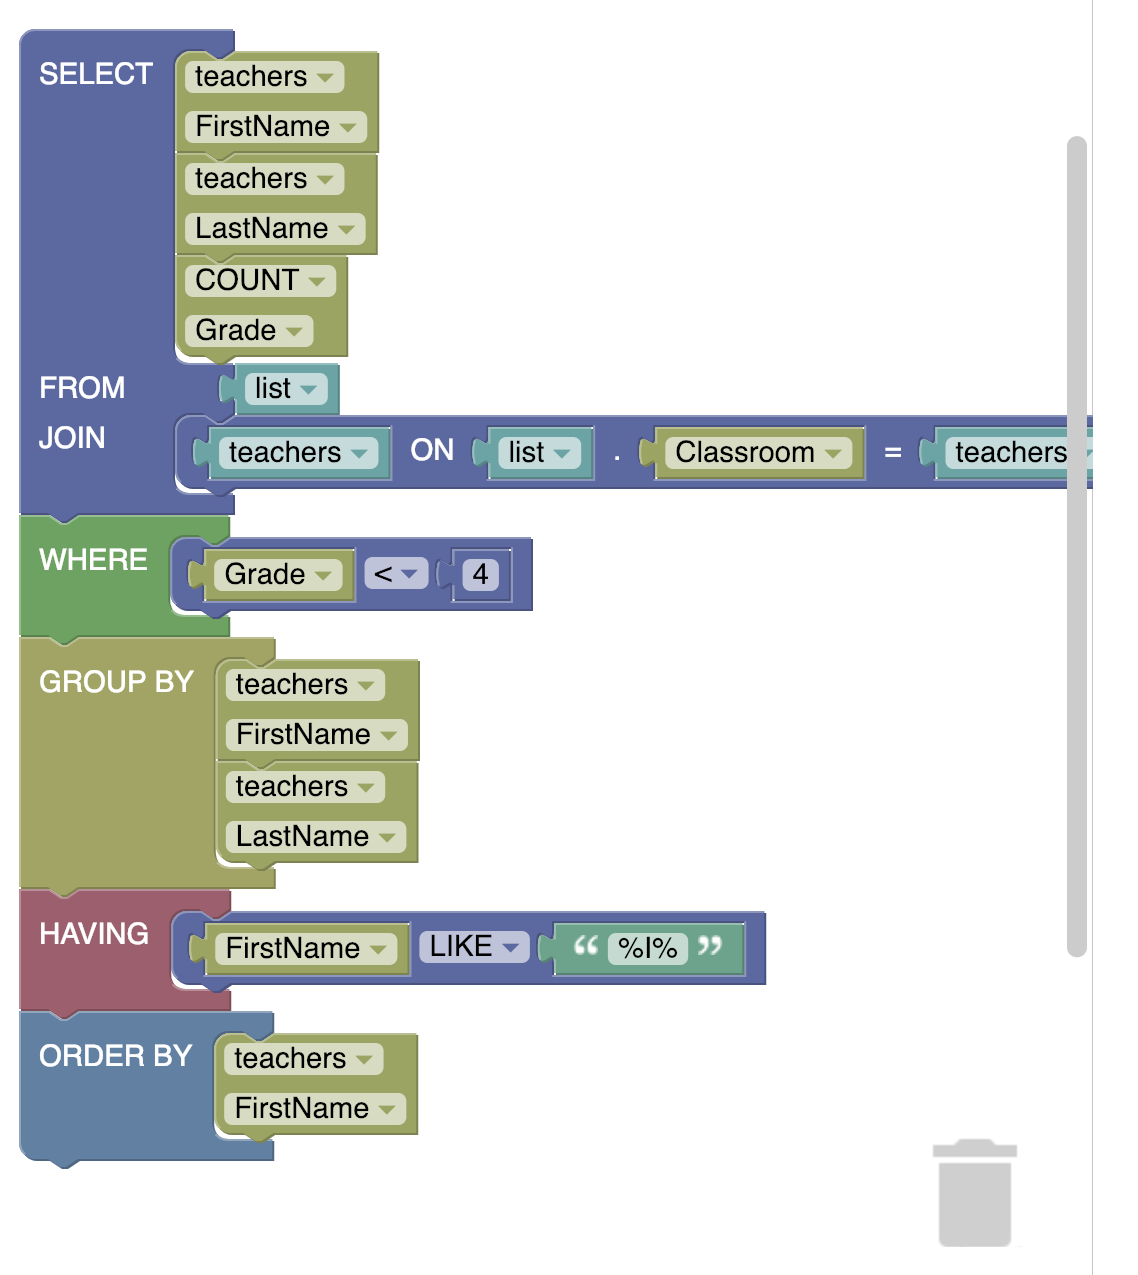 SELECT teachers
FirstName
teachers
LastName
COUNT
Grade
FROM list
JOIN teachers ON list . Classroom = teachers
WHERE Grade < 4
GROUP BY teachers
FirstName
teachers
LastName
HAVING FirstName LIKE “ %I% ”
ORDER BY teachers
FirstName